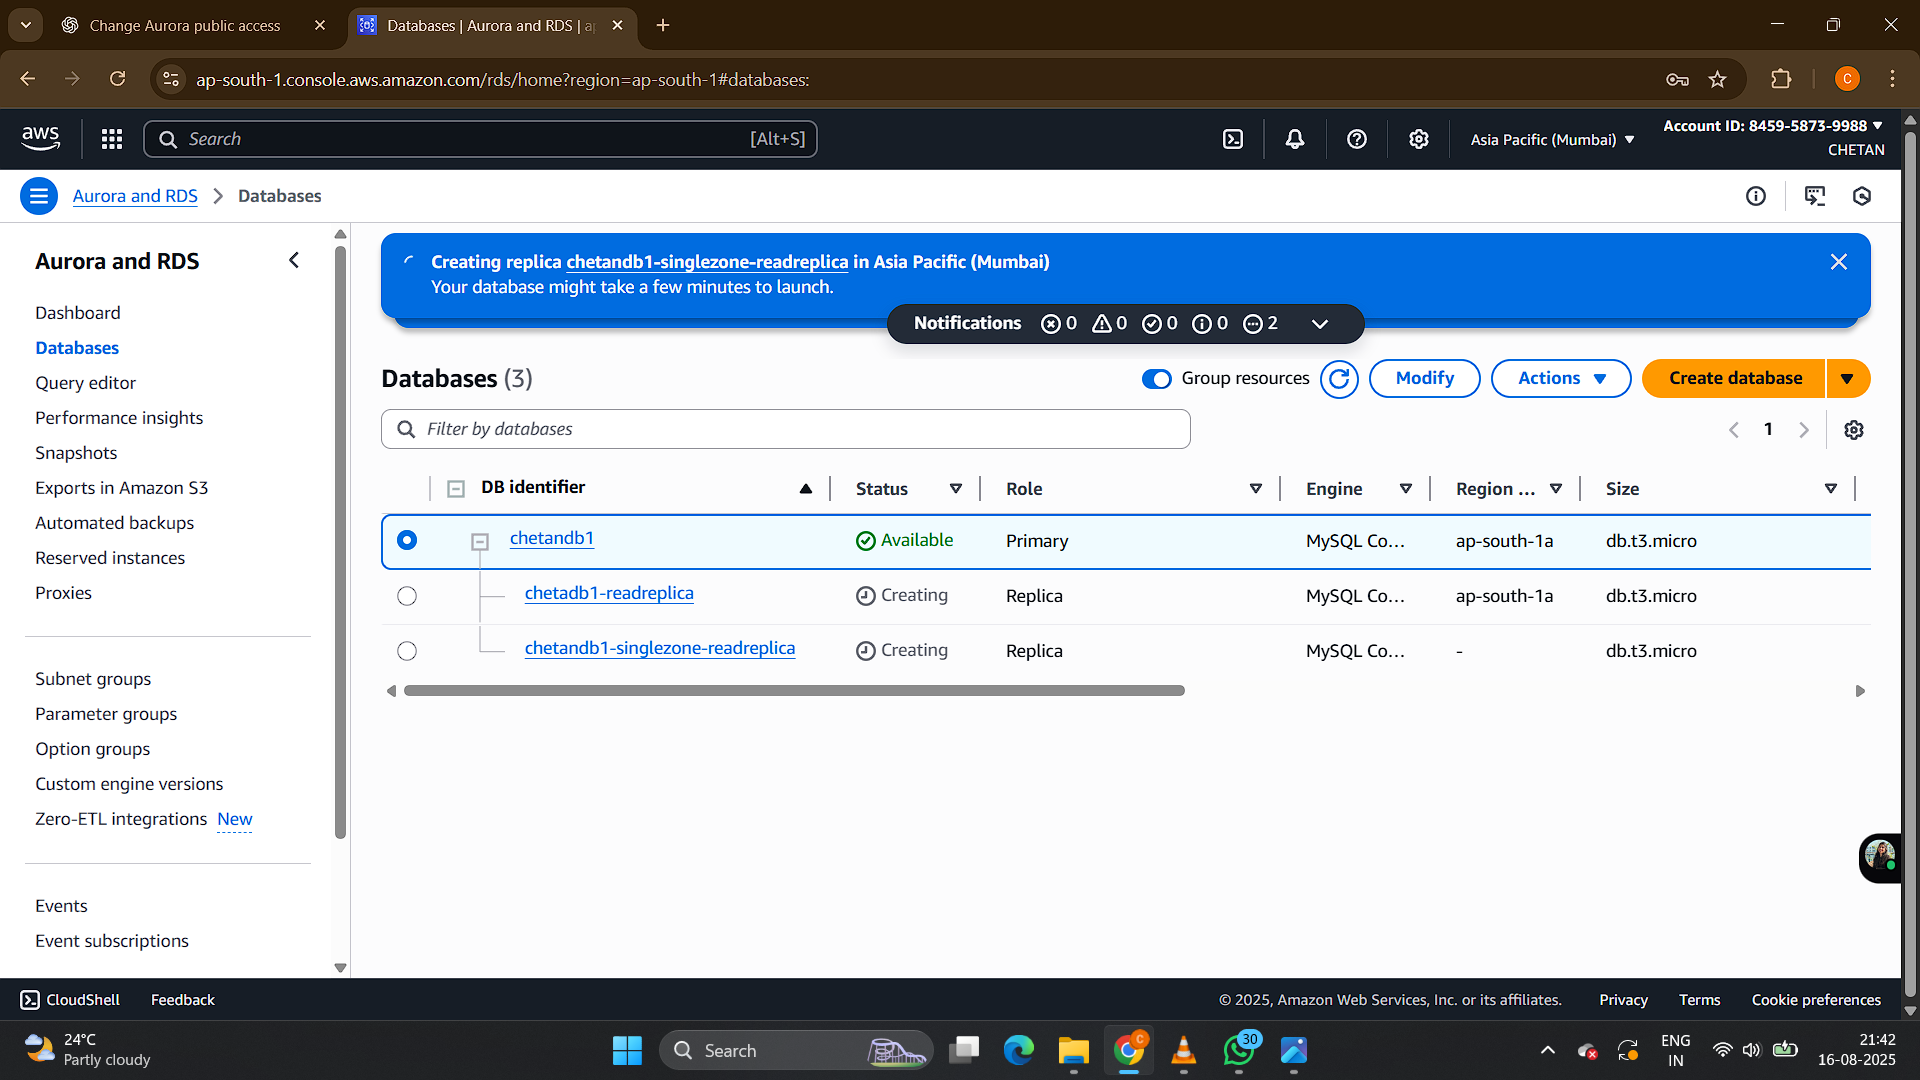 Change Aurora public access
Databases | Aurora and RDS | ap
ap-south-1.console.aws.amazon.com/rds/home?region=ap-south-1#databases:
C
aws
Search
[Alt+S]
Asia Pacific (Mumbai)
Account ID: 8459-5873-9988
CHETAN
Aurora and RDS
Databases
Aurora and RDS
Dashboard
Databases
Query editor
Performance insights
Snapshots
Exports in Amazon S3
Automated backups
Reserved instances
Proxies
Subnet groups
Parameter groups
Option groups
Custom engine versions
Zero-ETL integrations New
Events
Event subscriptions
Creating replica chetandb1-singlezone-readreplica in Asia Pacific (Mumbai)
Your database might take a few minutes to launch.
Notifications 0 0 0 0 2
Databases (3)
Group resources
Modify
Actions
Create database
Filter by databases
1
DB identifier Status Role Engine Region ... Size
chetandb1 Available Primary MySQL Co... ap-south-1a db.t3.micro
chetadb1-readreplica Creating Replica MySQL Co... ap-south-1a db.t3.micro
chetandb1-singlezone-readreplica Creating Replica MySQL Co... - db.t3.micro
CloudShell
Feedback
© 2025, Amazon Web Services, Inc. or its affiliates.
Privacy
Terms
Cookie preferences
24°C
Partly cloudy
Search
C
30
ENG
IN
21:42
16-08-2025